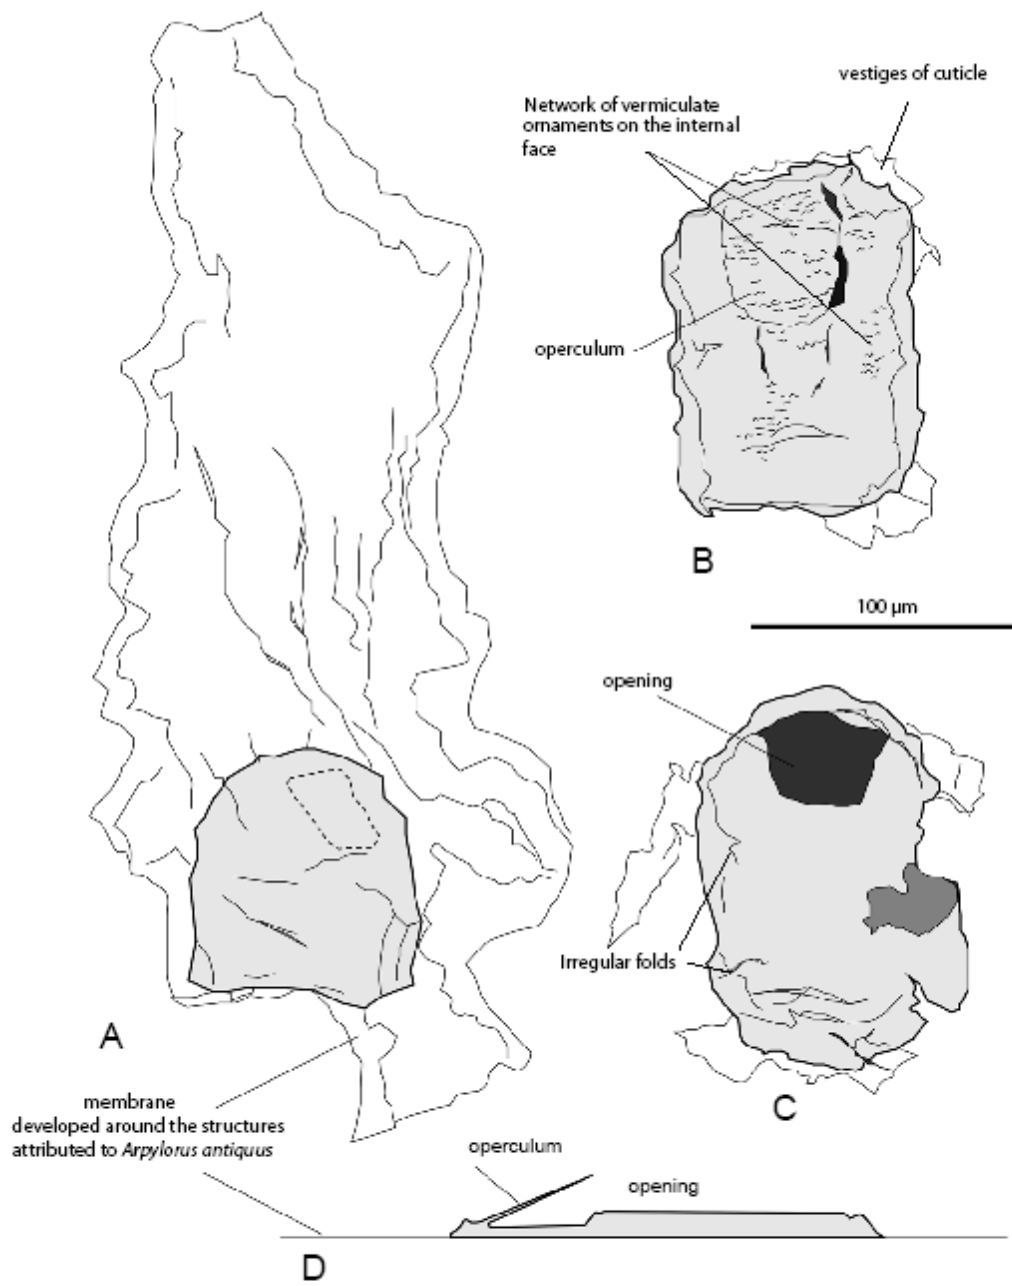 vestiges of cuticle
Network of vermiculate
ornaments on the internal
face
operculum
B
100 µm
opening
Irregular folds
A
C
membrane
developed around the structures
attributed to Arpylorus antiquus
operculum
opening
D